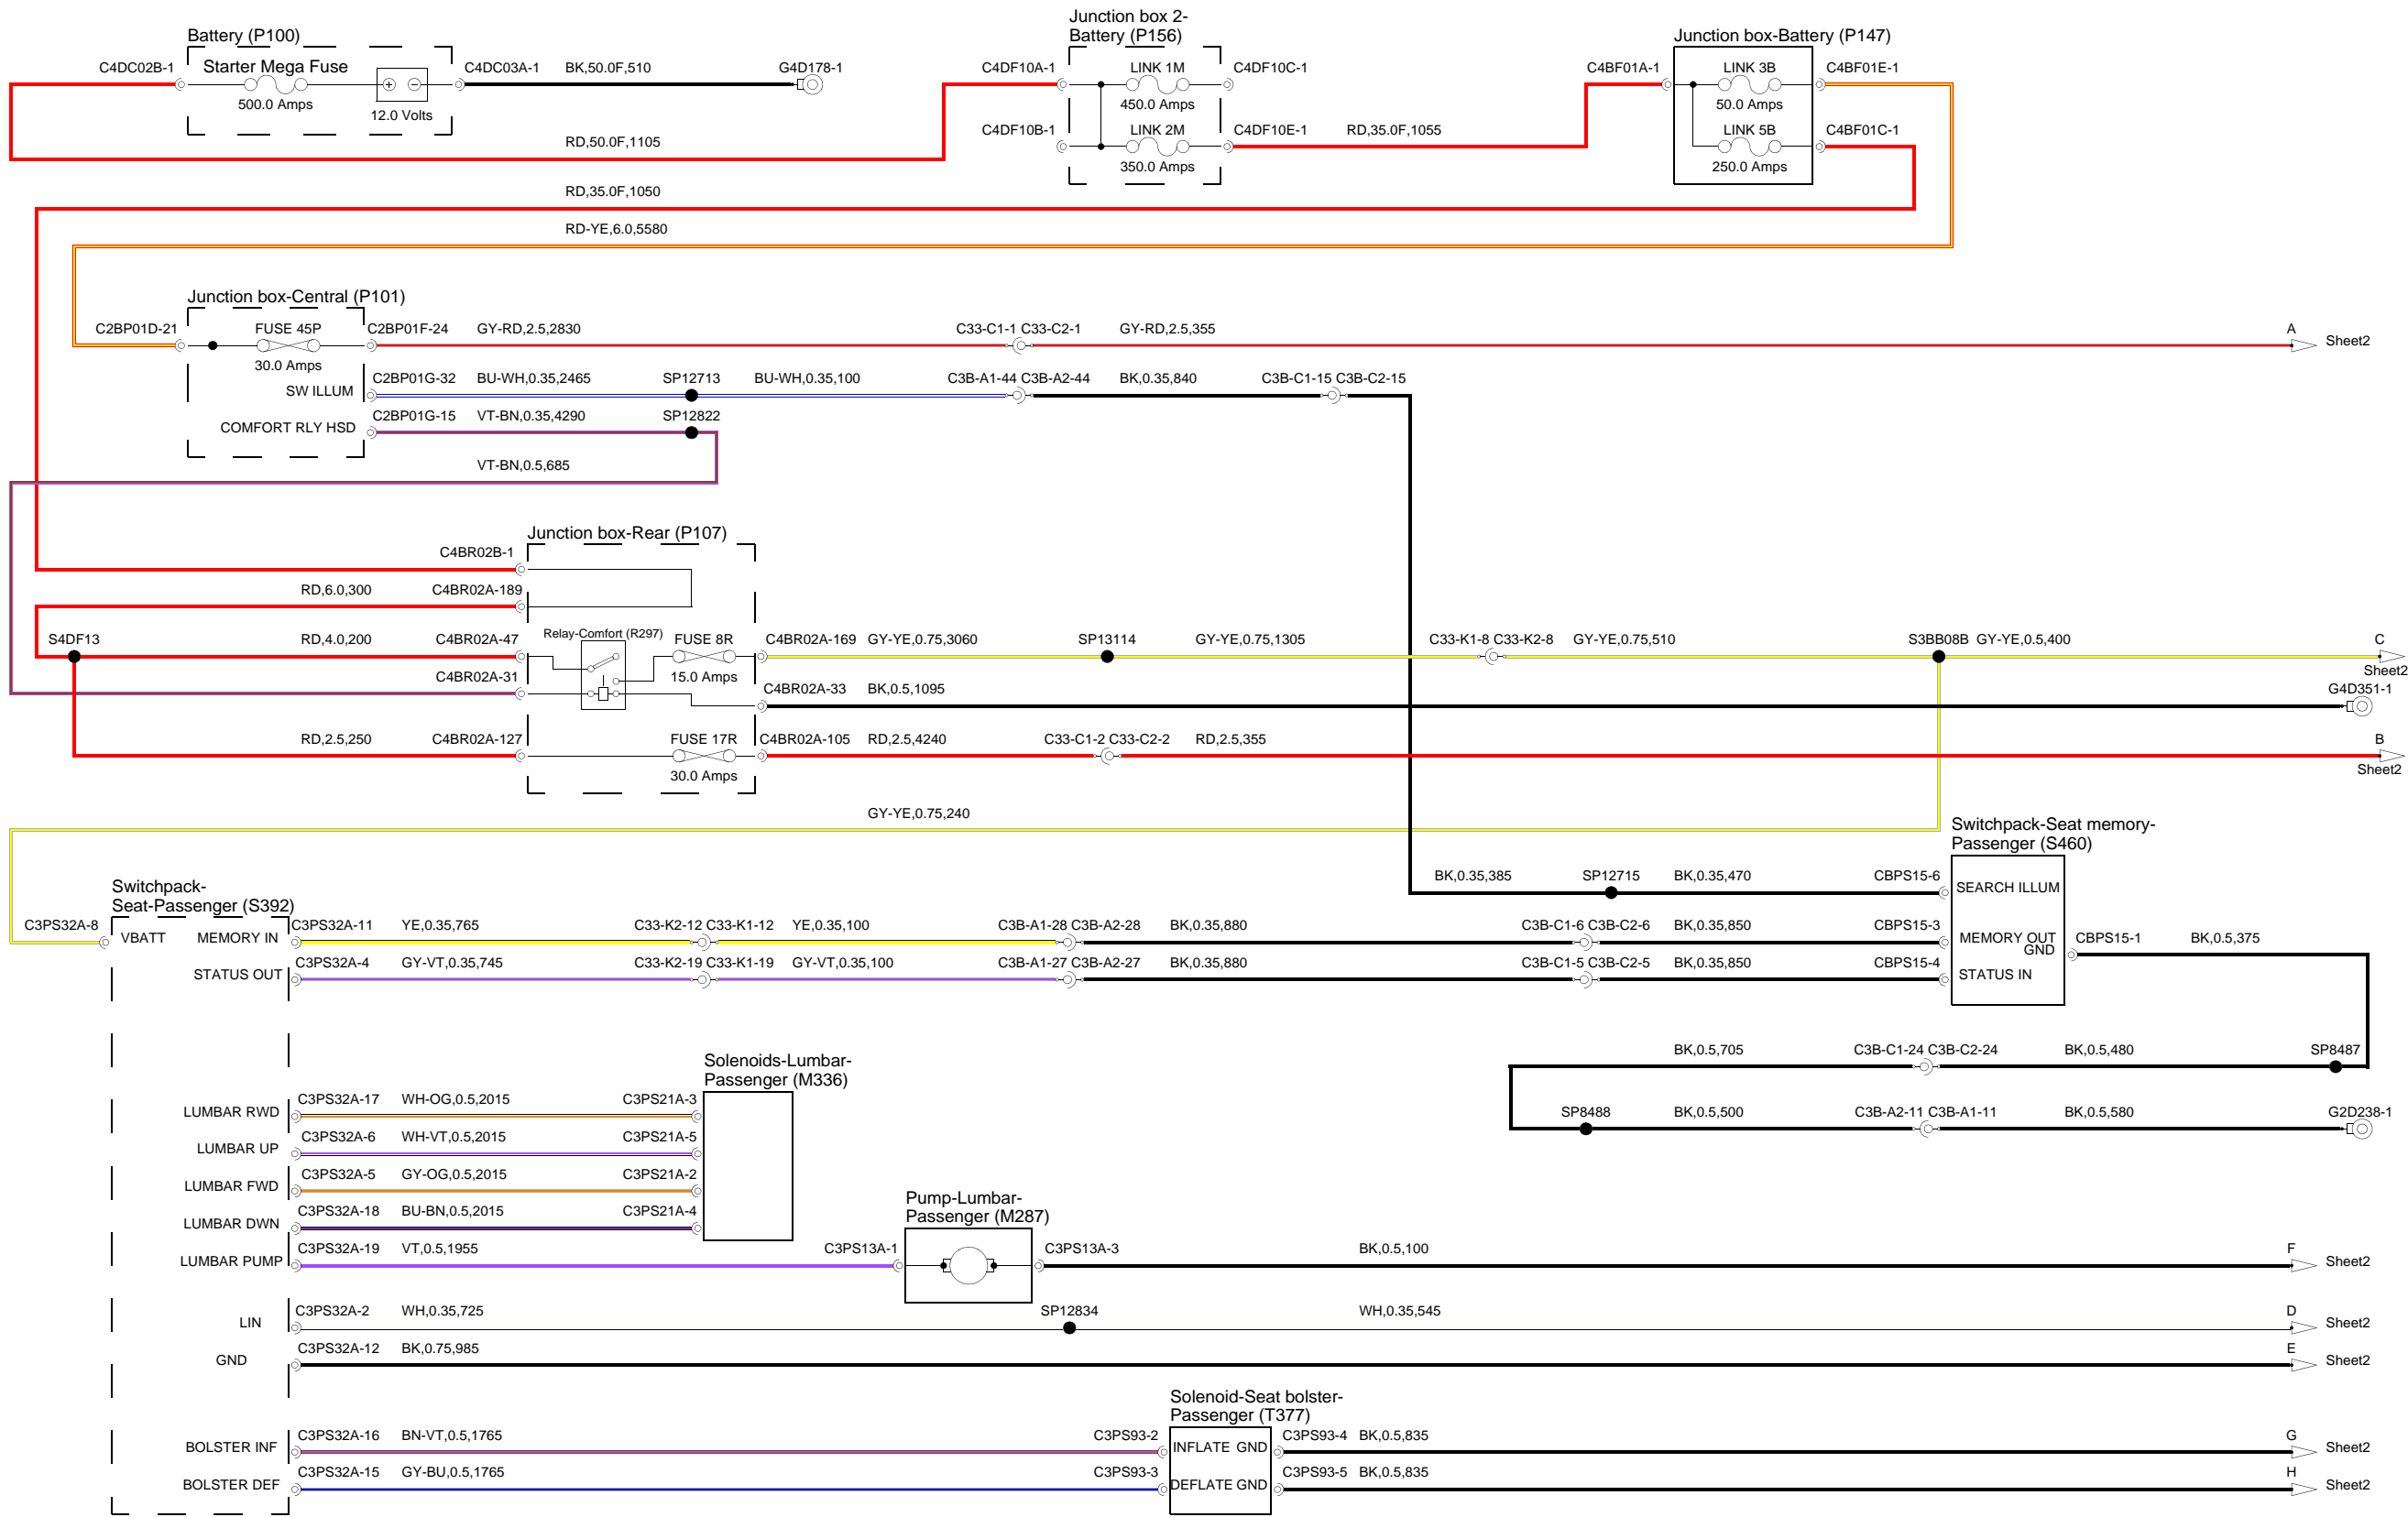 Battery (P100)
C4DC02B-1
Starter Mega Fuse
500.0 Amps
12.0 Volts
C4DC03A-1
BK,50.0F,510
G4D178-1
RD,50.0F,1105
Junction box 2-
Battery (P156)
C4DF10A-1
LINK 1M
450.0 Amps
C4DF10C-1
C4DF10B-1
LINK 2M
350.0 Amps
C4DF10E-1
RD,35.0F,1055
Junction box-Battery (P147)
C4BF01A-1
LINK 3B
50.0 Amps
C4BF01E-1
LINK 5B
250.0 Amps
C4BF01C-1
RD,35.0F,1050
RD-YE,6.0,5580
Junction box-Central (P101)
C2BP01D-21
FUSE 45P
30.0 Amps
C2BP01F-24
GY-RD,2.5,2830
C33-C1-1 C33-C2-1
GY-RD,2.5,355
A
Sheet2
SW ILLUM
C2BP01G-32
BU-WH,0.35,2465
SP12713
BU-WH,0.35,100
C3B-A1-44 C3B-A2-44
BK,0.35,840
C3B-C1-15 C3B-C2-15
COMFORT RLY HSD
C2BP01G-15
VT-BN,0.35,4290
SP12822
VT-BN,0.5,685
Junction box-Rear (P107)
C4BR02B-1
RD,6.0,300
C4BR02A-189
S4DF13
RD,4.0,200
C4BR02A-47
Relay-Comfort (R297)
FUSE 8R
15.0 Amps
C4BR02A-169
GY-YE,0.75,3060
SP13114
GY-YE,0.75,1305
C33-K1-8 C33-K2-8
GY-YE,0.75,510
S3BB08B
GY-YE,0.5,400
C
Sheet2
C4BR02A-31
C4BR02A-33
BK,0.5,1095
G4D351-1
RD,2.5,250
C4BR02A-127
FUSE 17R
30.0 Amps
C4BR02A-105
RD,2.5,4240
C33-C1-2 C33-C2-2
RD,2.5,355
B
Sheet2
GY-YE,0.75,240
Switchpack-Seat memory-
Passenger (S460)
BK,0.35,385
SP12715
BK,0.35,470
CBPS15-6
SEARCH ILLUM
Switchpack-
Seat-Passenger (S392)
C3PS32A-8
VBATT
MEMORY IN
C3PS32A-11
YE,0.35,765
C33-K2-12 C33-K1-12
YE,0.35,100
C3B-A1-28 C3B-A2-28
BK,0.35,880
C3B-C1-6 C3B-C2-6
BK,0.35,850
CBPS15-3
MEMORY OUT
GND
CBPS15-1
BK,0.5,375
STATUS OUT
C3PS32A-4
GY-VT,0.35,745
C33-K2-19 C33-K1-19
GY-VT,0.35,100
C3B-A1-27 C3B-A2-27
BK,0.35,880
C3B-C1-5 C3B-C2-5
BK,0.35,850
CBPS15-4
STATUS IN
BK,0.5,705
C3B-C1-24 C3B-C2-24
BK,0.5,480
SP8487
SP8488
BK,0.5,500
C3B-A2-11 C3B-A1-11
BK,0.5,580
G2D238-1
Solenoids-Lumbar-
Passenger (M336)
LUMBAR RWD
C3PS32A-17
WH-OG,0.5,2015
C3PS21A-3
LUMBAR UP
C3PS32A-6
WH-VT,0.5,2015
C3PS21A-5
LUMBAR FWD
C3PS32A-5
GY-OG,0.5,2015
C3PS21A-2
LUMBAR DWN
C3PS32A-18
BU-BN,0.5,2015
C3PS21A-4
Pump-Lumbar-
Passenger (M287)
LUMBAR PUMP
C3PS32A-19
VT,0.5,1955
C3PS13A-1
C3PS13A-3
BK,0.5,100
F
Sheet2
LIN
C3PS32A-2
WH,0.35,725
SP12834
WH,0.35,545
D
Sheet2
GND
C3PS32A-12
BK,0.75,985
E
Sheet2
Solenoid-Seat bolster-
Passenger (T377)
BOLSTER INF
C3PS32A-16
BN-VT,0.5,1765
C3PS93-2
INFLATE GND
C3PS93-4
BK,0.5,835
G
Sheet2
BOLSTER DEF
C3PS32A-15
GY-BU,0.5,1765
C3PS93-3
DEFLATE GND
C3PS93-5
BK,0.5,835
H
Sheet2